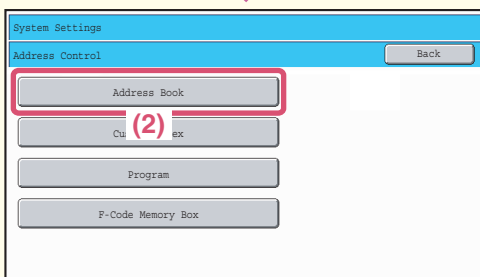 System Settings
Address Control
Back
Address Book
(2)
Program
F-Code Memory Box